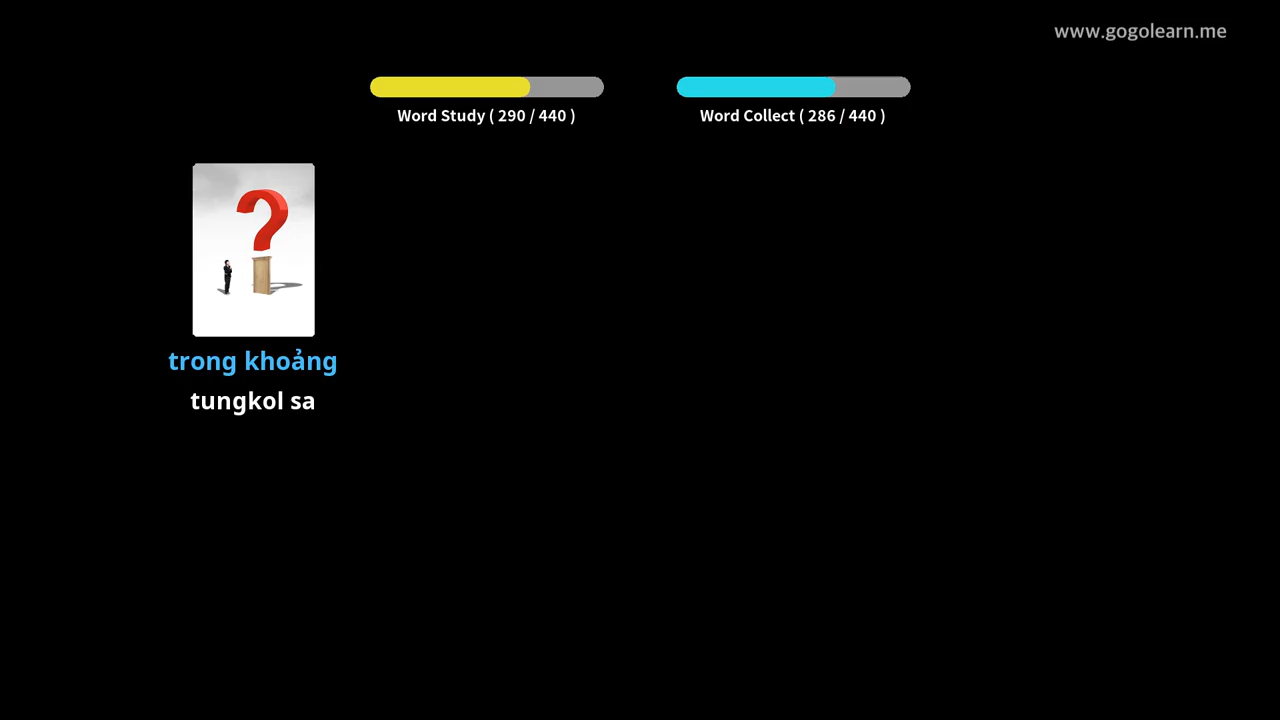 www.gogolearn.me
Word Study ( 290 / 440 )
Word Collect ( 286 / 440 )
trong khoảng
tungkol sa